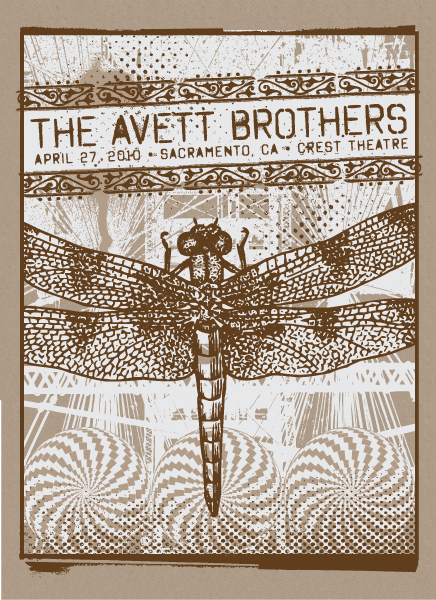 THE AVETT BROTHERS
APRIL 27, 2010 • SACRAMENTO, CA • CREST THEATRE